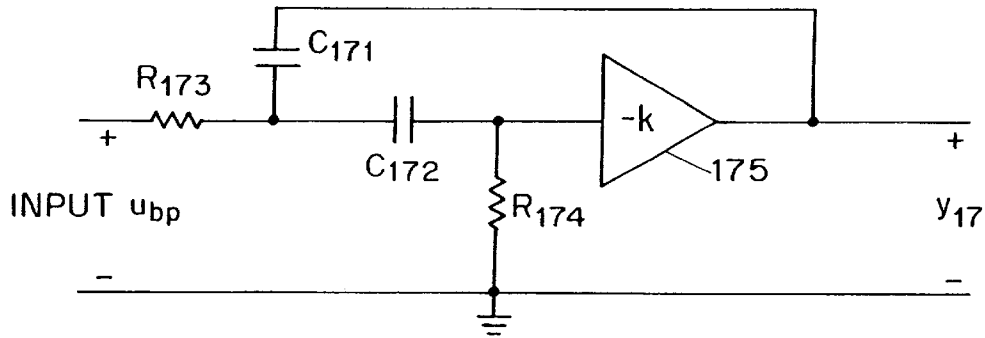 C171
R173
-k
+
+
C172
175
INPUT ubp
R174
y17
-
-